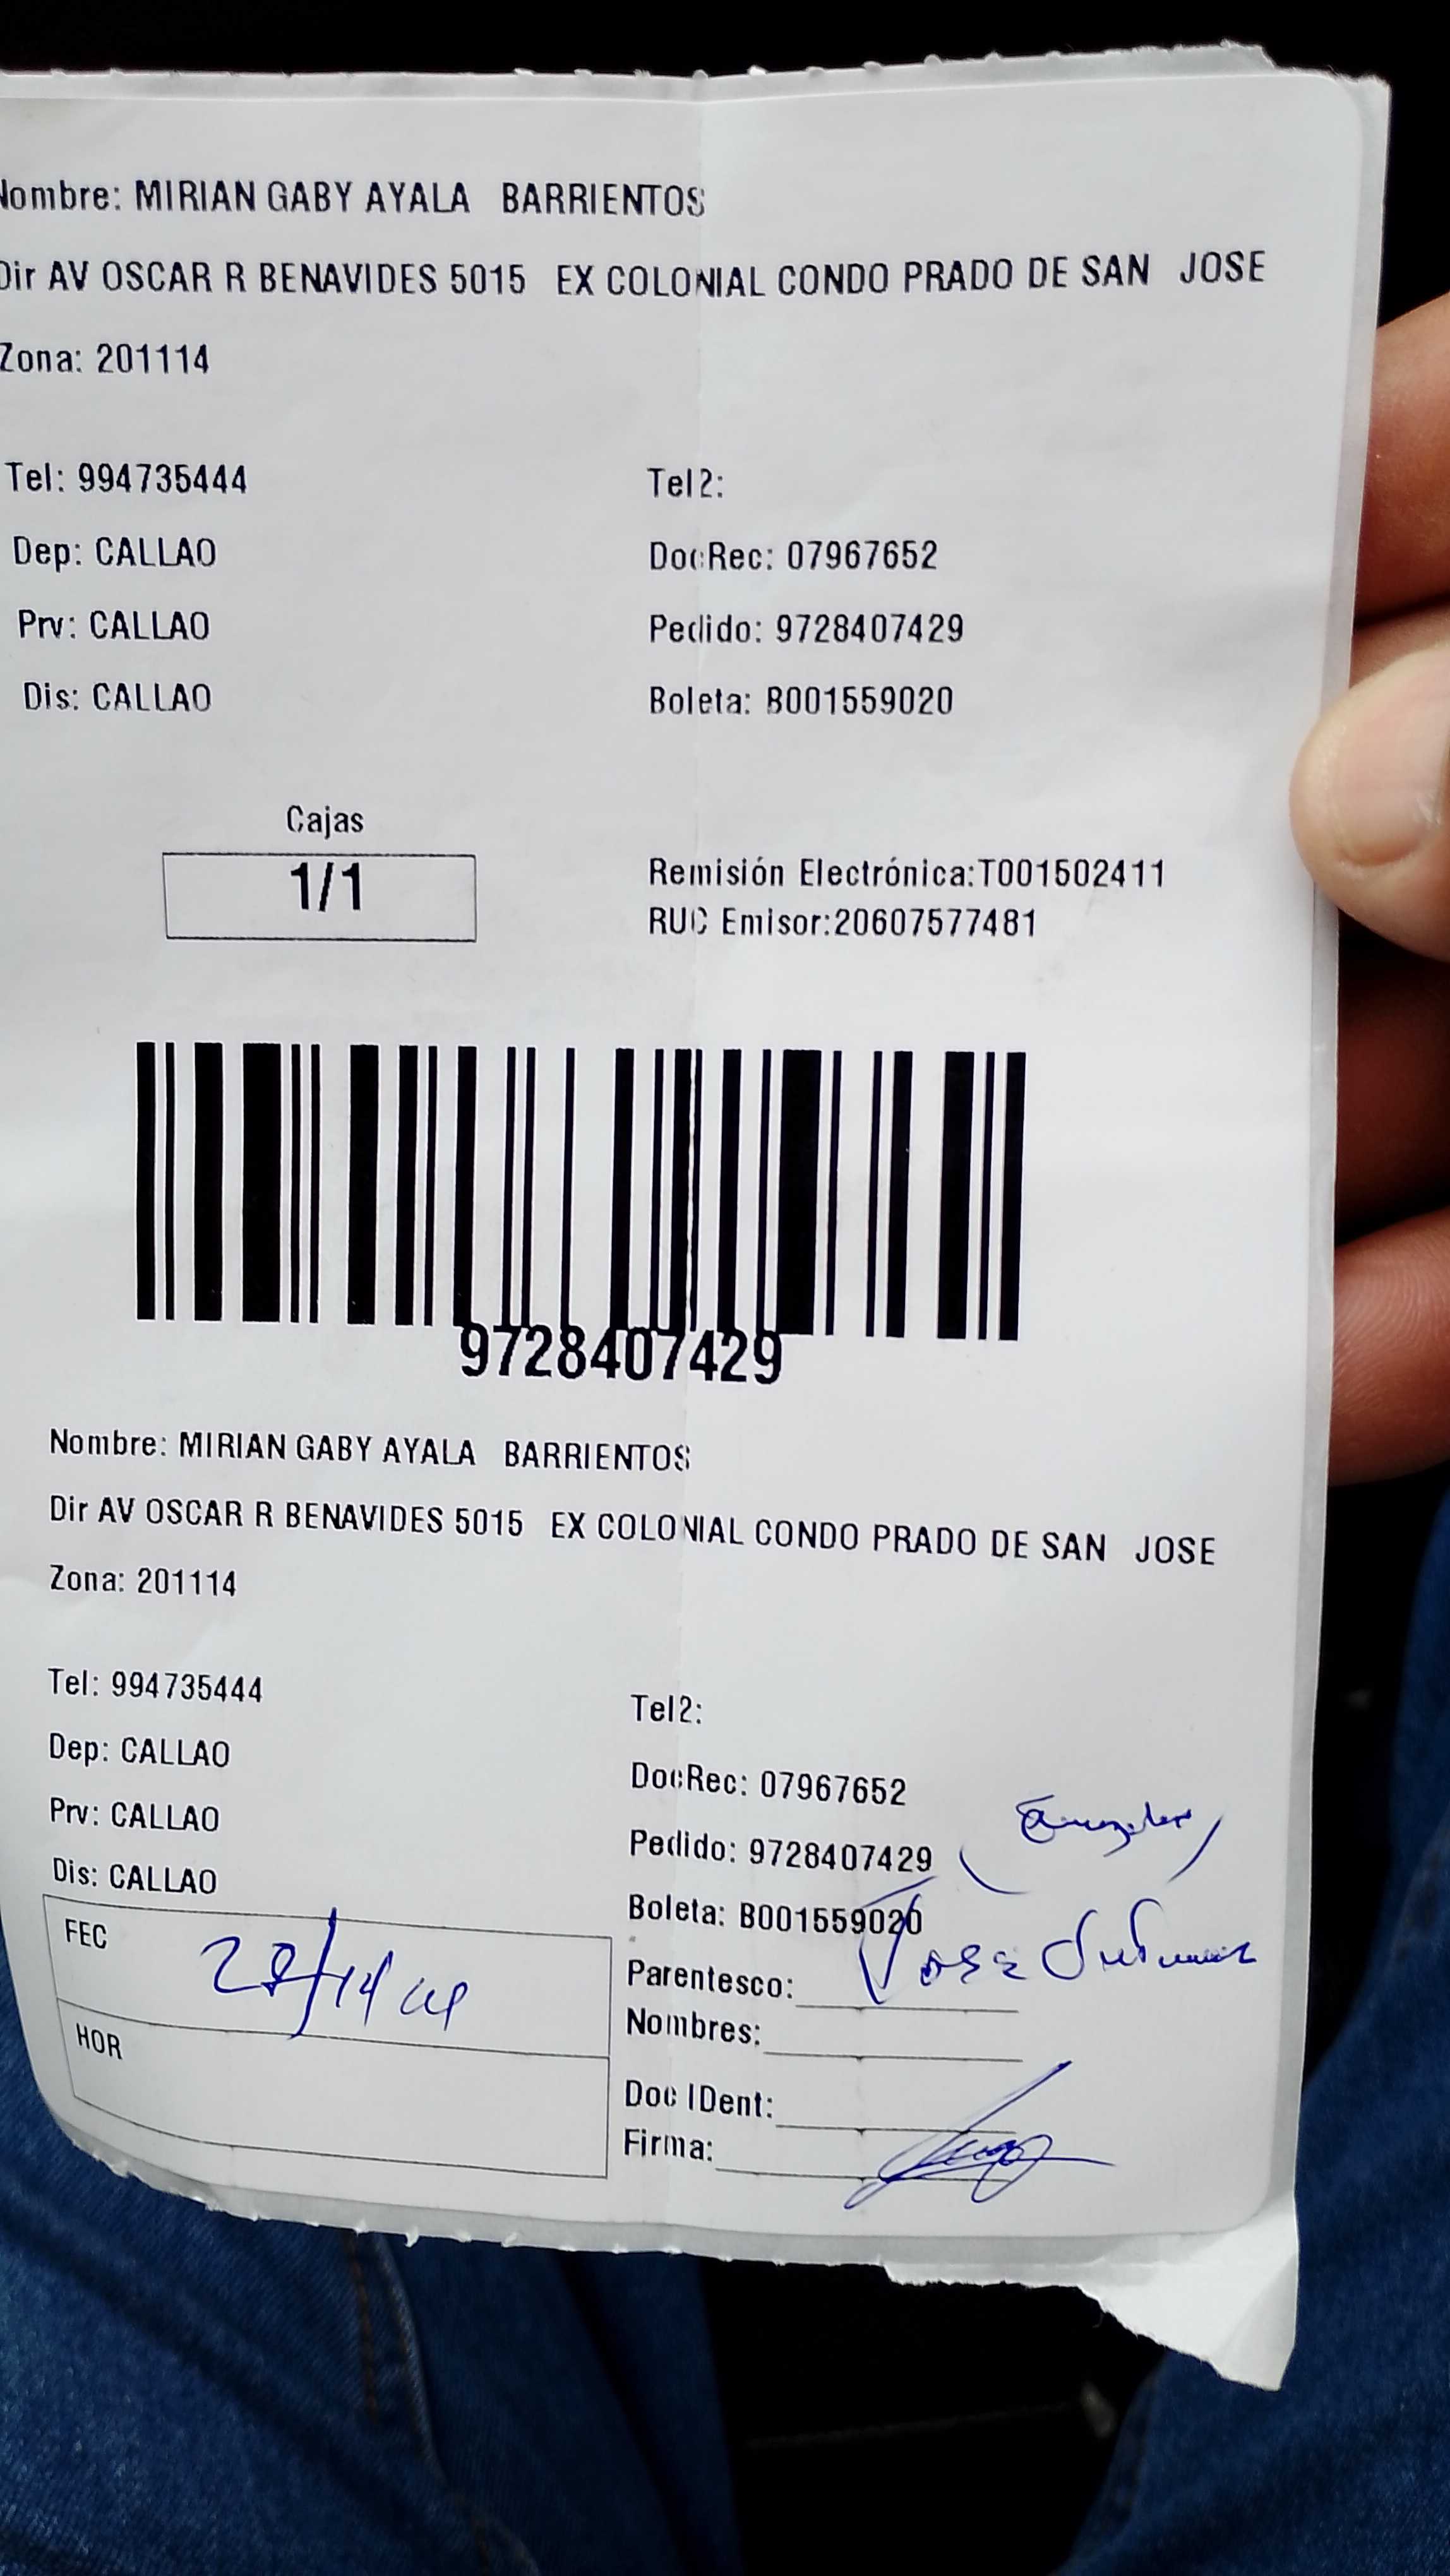 Nombre: MIRIAN GABY AYALA BARRIENTOS
Dir AV OSCAR R BENAVIDES 5015 EX COLONIAL CONDO PRADO DE SAN JOSE
Zona: 201114
Tel: 994735444 Tel2:
Dep: CALLAO DocRec: 07967652
Prv: CALLAO Pedido: 9728407429
Dis: CALLAO Boleta: B001559020
Cajas
1/1
Remisión Electrónica:T001502411
RUC Emisor:20607577481
9728407429
Nombre: MIRIAN GABY AYALA BARRIENTOS
Dir AV OSCAR R BENAVIDES 5015 EX COLONIAL CONDO PRADO DE SAN JOSE
Zona: 201114
Tel: 994735444 Tel2:
Dep: CALLAO DocRec: 07967652
Prv: CALLAO Pedido: 9728407429
Dis: CALLAO Boleta: B001559020
FEC
HOR
Parentesco:
Nombres:
Doc IDent:
Firma: